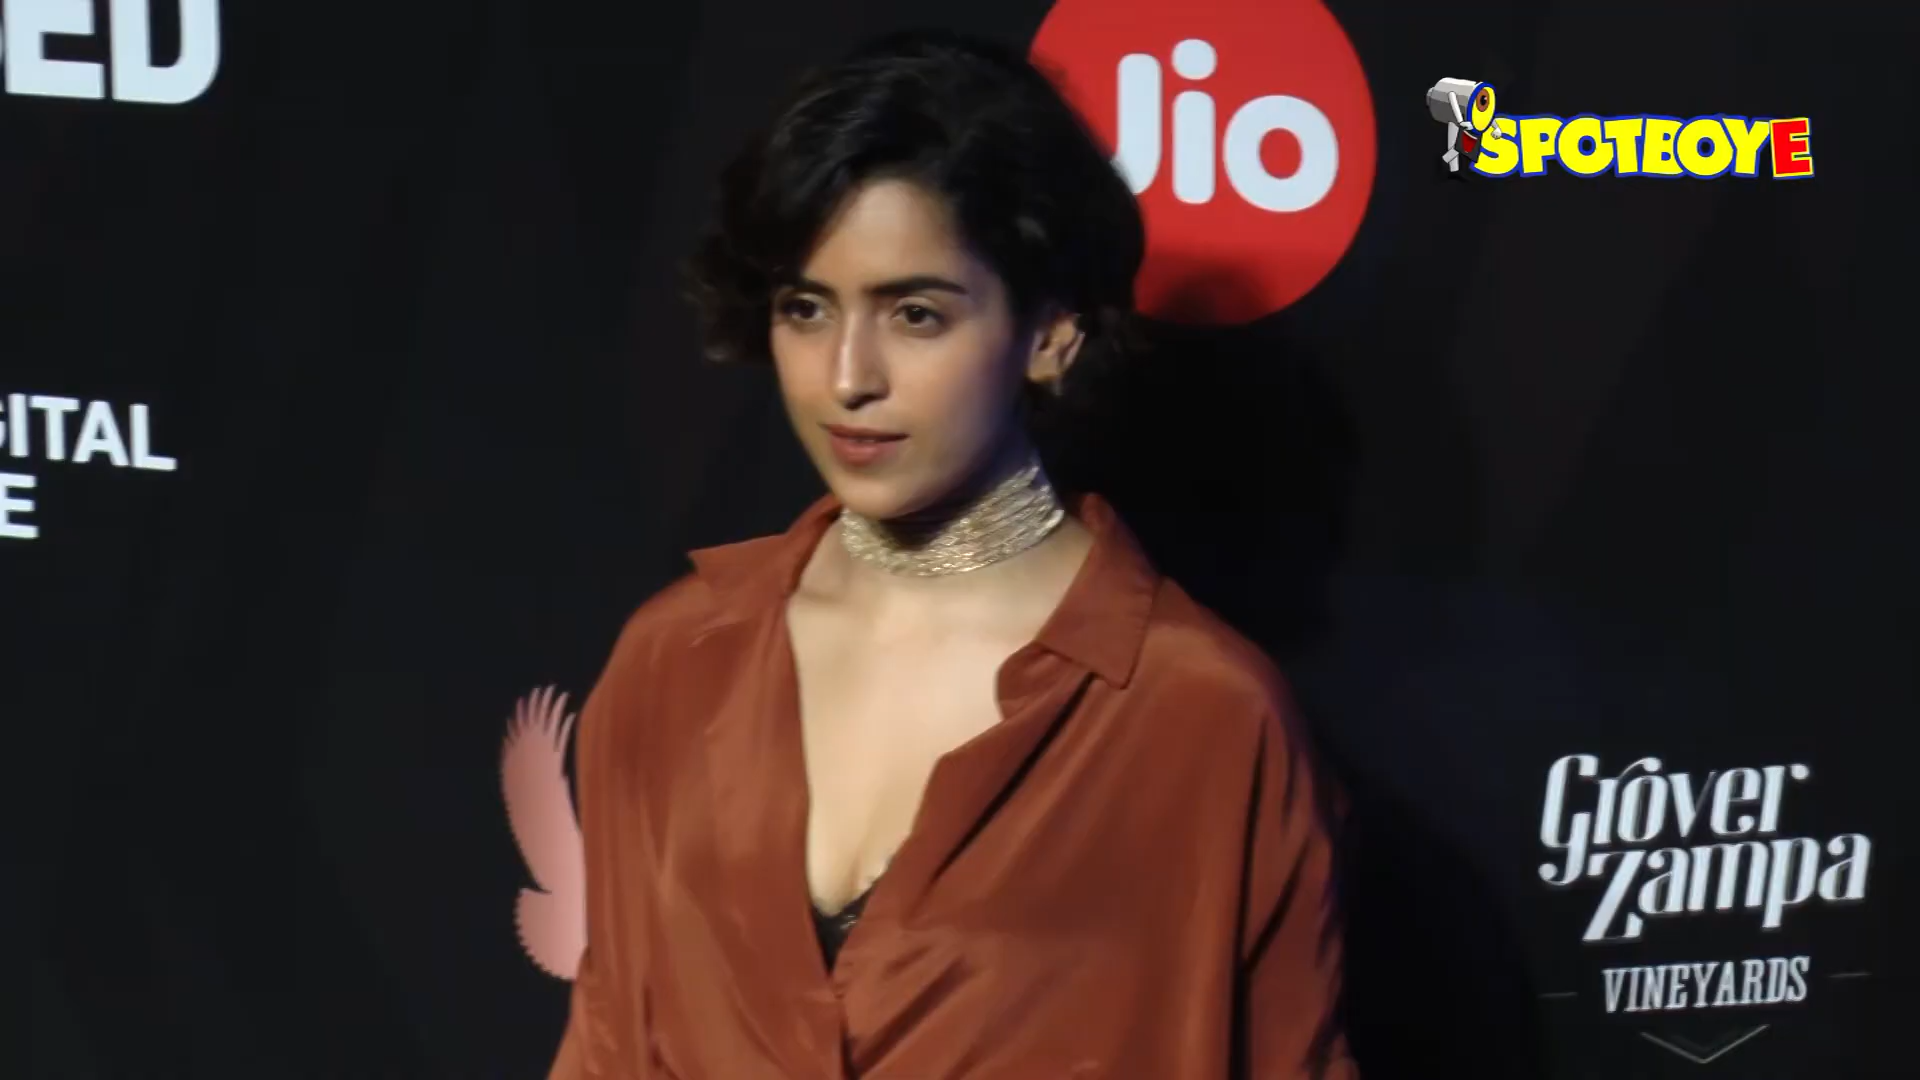 ED
Jio
SPOTBOYE
GITAL
E
Grover
Zampa
VINEYARDS